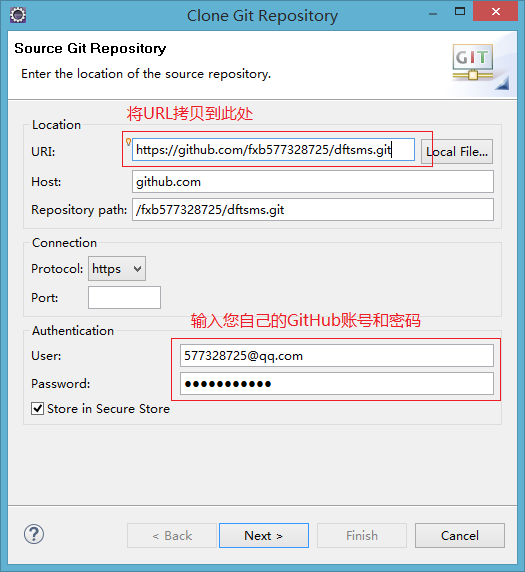 Clone Git Repository
Source Git Repository
Enter the location of the source repository.
GIT
将URL拷贝到此处
Location
URI: https://github.com/fxb577328725/dftsms.git Local File...
Host: github.com
Repository path: /fxb577328725/dftsms.git
Connection
Protocol: https
Port:
输入您自己的GitHub账号和密码
Authentication
User: 577328725@qq.com
Password: ●●●●●●●●●●●
Store in Secure Store
? < Back Next > Finish Cancel